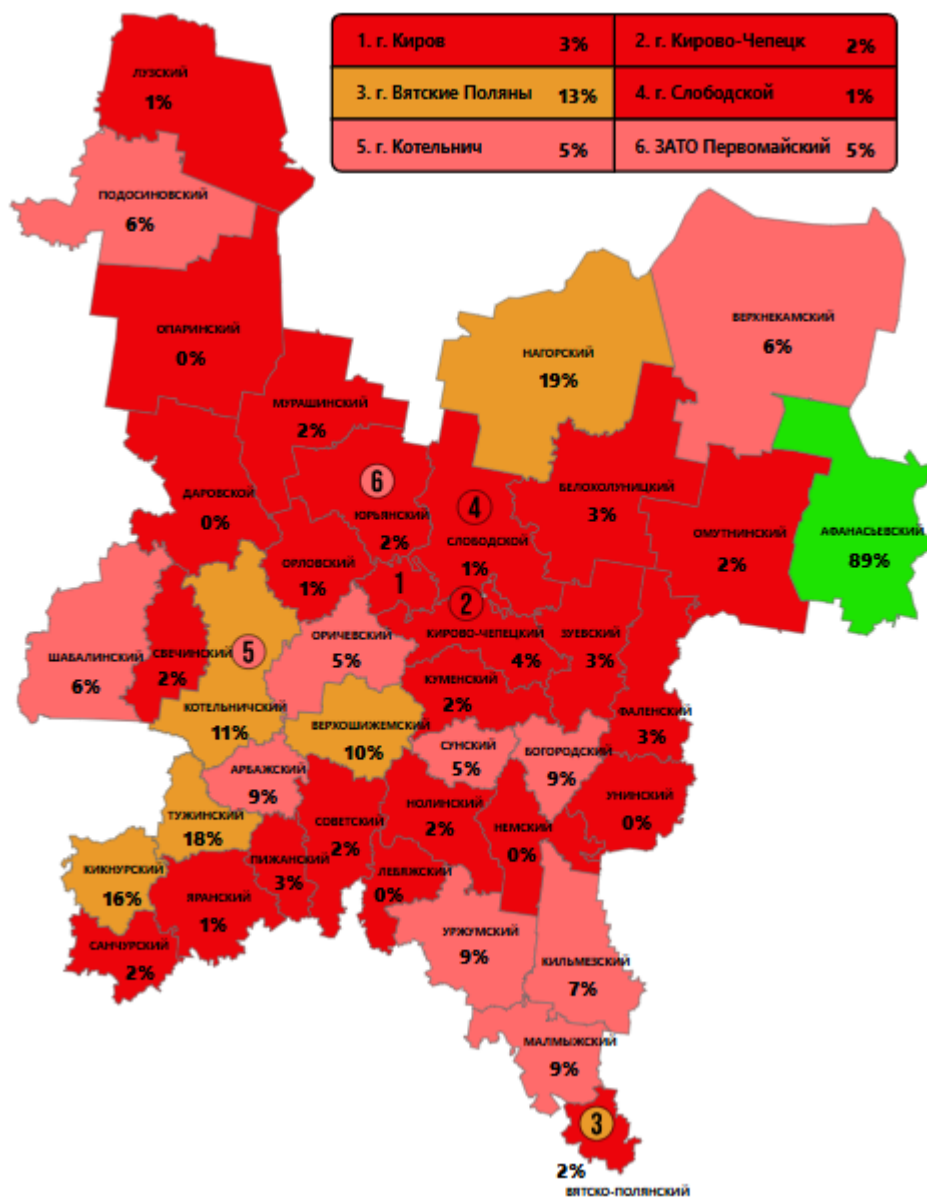 1. г. Киров 3% 2. г. Кирово-Чепецк 2%
3. г. Вятские Поляны 13% 4. г. Слободской 1%
5. г. Котельнич 5% 6. ЗАТО Первомайский 5%
ЛУЗСКИЙ
1%
ПОДОСИНОВСКИЙ
6%
ОПАРИНСКИЙ
0%
ВЕРХНЕКАМСКИЙ
6%
НАГОРСКИЙ
19%
МУРАШИНСКИЙ
2%
6
ЮРЬЯНСКИЙ
2%
4
СЛОБОДСКОЙ
1%
БЕЛОХОЛУНИЦКИЙ
3%
ОМУТНИНСКИЙ
2%
АФАНАСЬЕВСКИЙ
89%
ДАРОВСКОЙ
0%
ОРЛОВСКИЙ
1%
1
2
КИРОВО-ЧЕПЕЦКИЙ
4%
ЗУЕВСКИЙ
3%
ШАБАЛИНСКИЙ
6%
СВЕЧИНСКИЙ
2%
5
КОТЕЛЬНИЧСКИЙ
11%
ОРИЧЕВСКИЙ
5%
КУМЕНСКИЙ
2%
ФАЛЕНСКИЙ
3%
ВЕРХОШИЖЕМСКИЙ
10%
СУНСКИЙ
5%
БОГОРОДСКИЙ
9%
АРБАЖСКИЙ
9%
УНИНСКИЙ
0%
ТУЖИНСКИЙ
18%
СОВЕТСКИЙ
2%
НОЛИНСКИЙ
2%
НЕМСКИЙ
0%
КИКНУРСКИЙ
16%
ПИЖАНСКИЙ
3%
ЛЕБЯЖСКИЙ
0%
ЯРАНСКИЙ
1%
САНЧУРСКИЙ
2%
УРЖУМСКИЙ
9%
КИЛЬМЕЗСКИЙ
7%
МАЛМЫЖСКИЙ
9%
3
2%
ВЯТСКО-ПОЛЯНСКИЙ